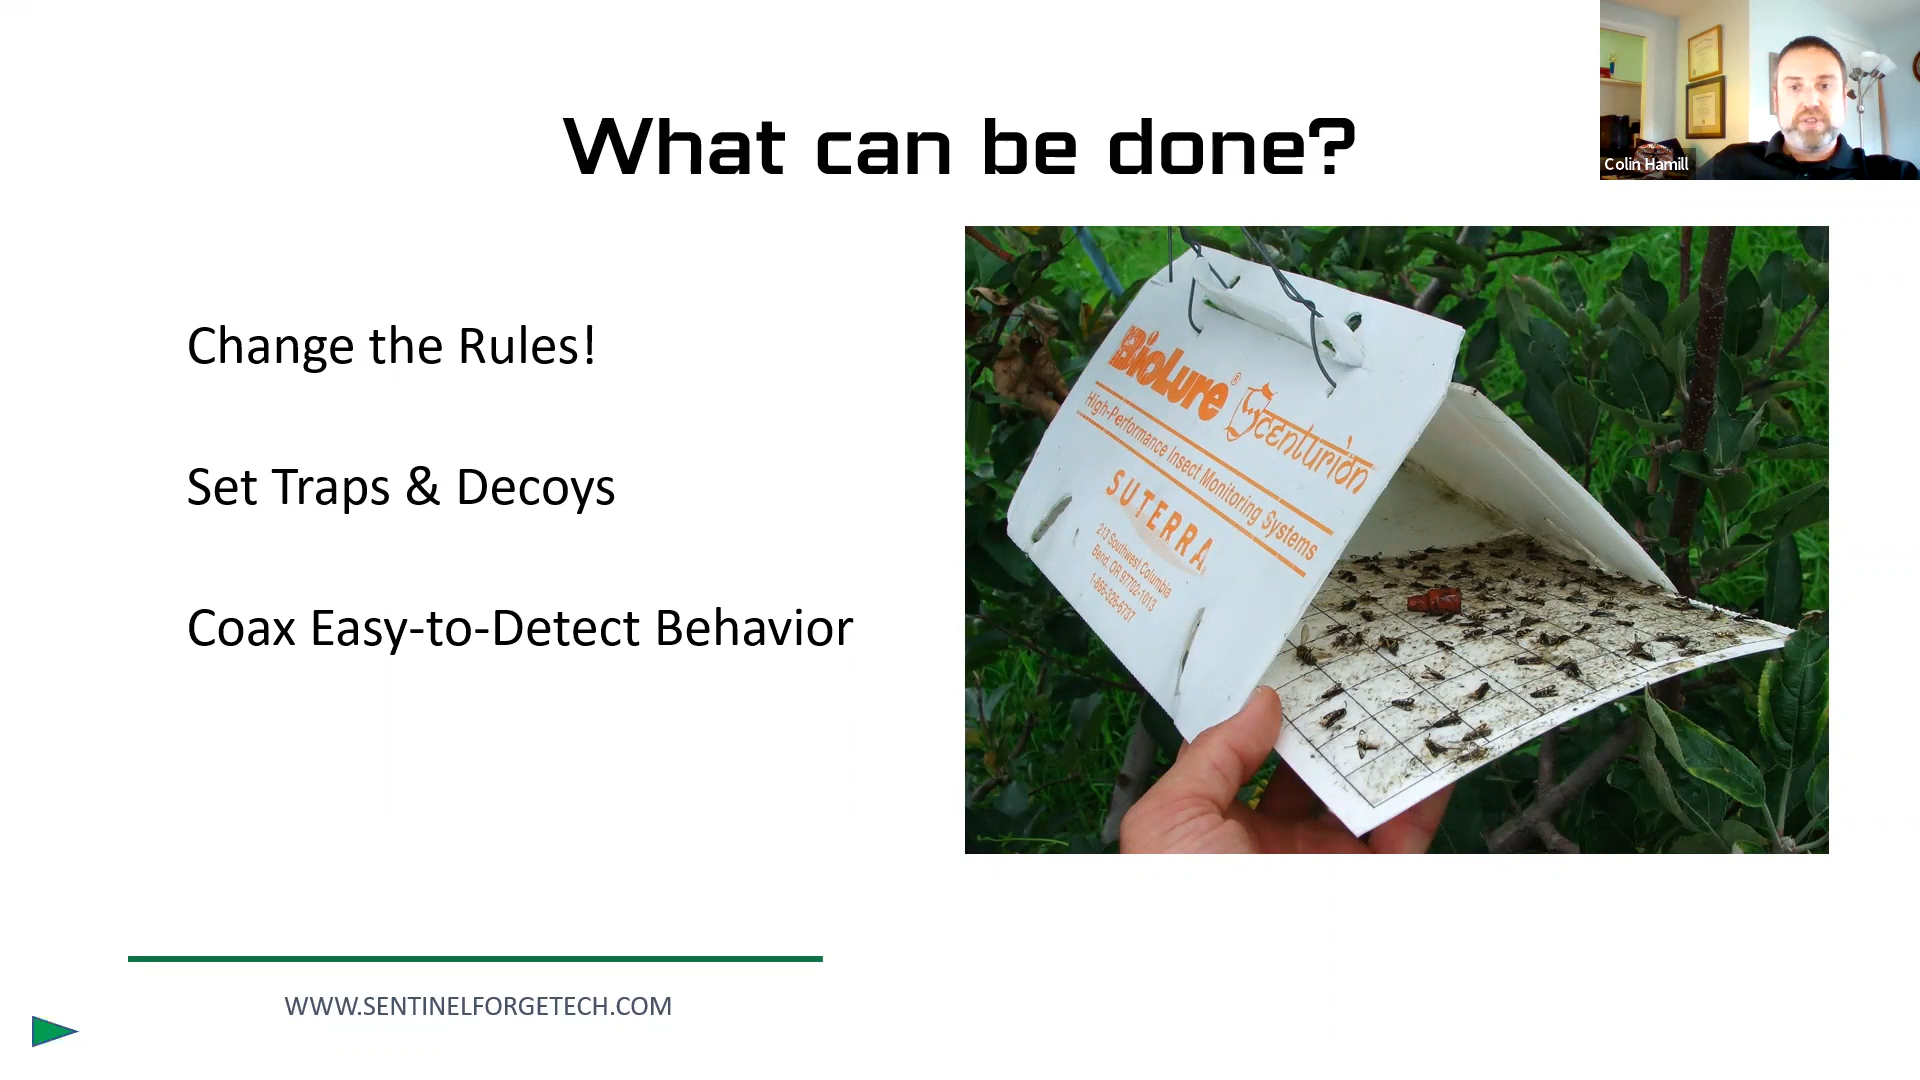 What can be done?
Colin Hamill
Change the Rules!
Set Traps & Decoys
Coax Easy-to-Detect Behavior
BioLure® Scenturion
High-Performance Insect Monitoring Systems
SUTERRA
213 Southwest Columbia
Bend, OR 97702-1013
1-866-326-6737
WWW.SENTINELFORGETECH.COM